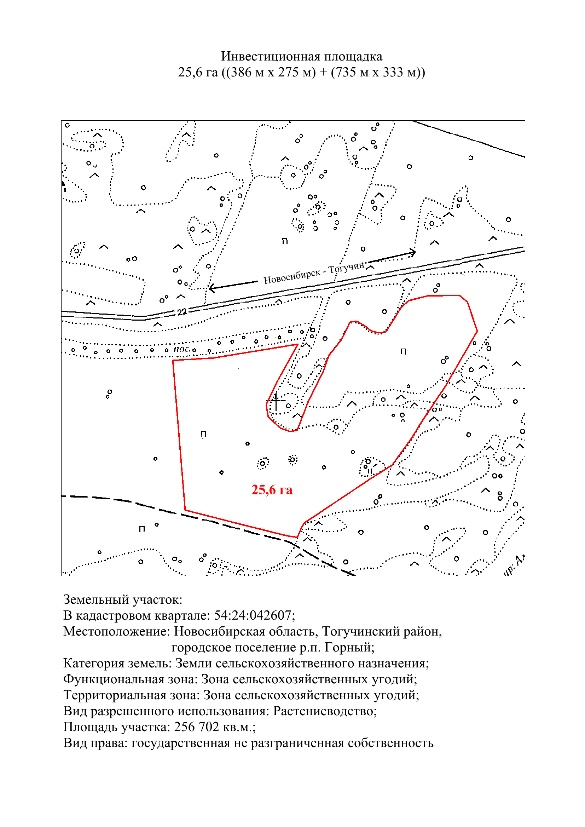 Инвестиционная площадка
25,6 га ((386 м х 275 м) + (735 м х 333 м))
П
Новосибирск - Тогучин
22
пос.
П
П
25,6 га
П
Земельный участок:
В кадастровом квартале: 54:24:042607;
Местоположение: Новосибирская область, Тогучинский район,
городское поселение р.п. Горный;
Категория земель: Земли сельскохозяйственного назначения;
Функциональная зона: Зона сельскохозяйственных угодий;
Территориальная зона: Зона сельскохозяйственных угодий;
Вид разрешенного использования: Растениеводство;
Площадь участка: 256 702 кв.м.;
Вид права: государственная не разграниченная собственность